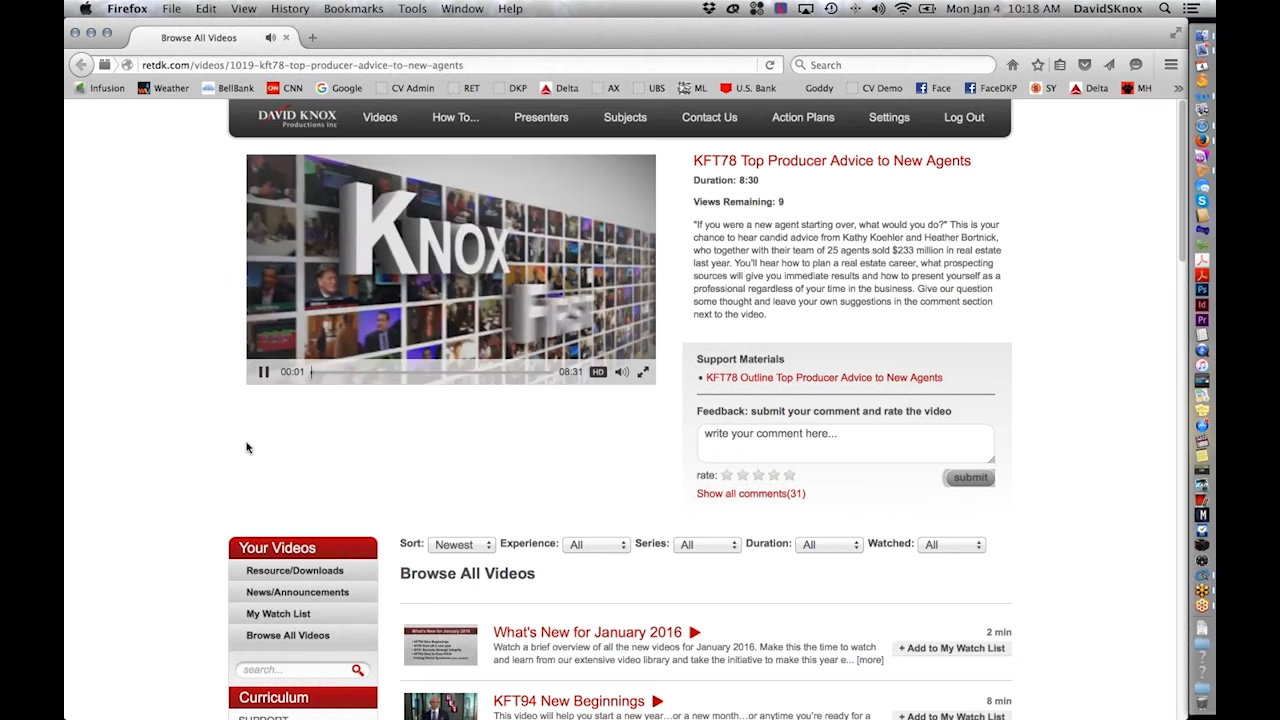 Firefox File Edit View History Bookmarks Tools Window Help Mon Jan 4 10:18 AM DavidSKnox
Browse All Videos
retdk.com/videos/1019-kft78-top-producer-advice-to-new-agents Search
Infusion Weather BellBank CNN Google CV Admin RET DKP Delta AX UBS ML U.S. Bank Goddy CV Demo Face FaceDKP SY Delta MH
DAVID KNOX
Productions Inc
Videos How To... Presenters Subjects Contact Us Action Plans Settings Log Out
KNOX
00:01 08:31 HD
KFT78 Top Producer Advice to New Agents
Duration: 8:30
Views Remaining: 9
"If you were a new agent starting over, what would you do?" This is your
chance to hear candid advice from Kathy Koehler and Heather Bortnick,
who together with their team of 25 agents sold $233 million in real estate
last year. You'll hear how to plan a real estate career, what prospecting
sources will give you immediate results and how to present yourself as a
professional regardless of your time in the business. Give our question
some thought and leave your own suggestions in the comment section
next to the video.
Support Materials
• KFT78 Outline Top Producer Advice to New Agents
Feedback: submit your comment and rate the video
write your comment here...
rate: submit
Show all comments(31)
Your Videos
Resource/Downloads
News/Announcements
My Watch List
Browse All Videos
search...
Curriculum
SUPPORT
Sort: Newest Experience: All Series: All Duration: All Watched: All
Browse All Videos
What's New for January 2016 2 min
Watch a brief overview of all the new videos for January 2016. Make this the time to watch + Add to My Watch List
and learn from our extensive video library and take the initiative to make this year e... [more]
KFT94 New Beginnings 8 min
This video will help you start a new year…or a new month…or anytime you're ready for a + Add to My Watch List